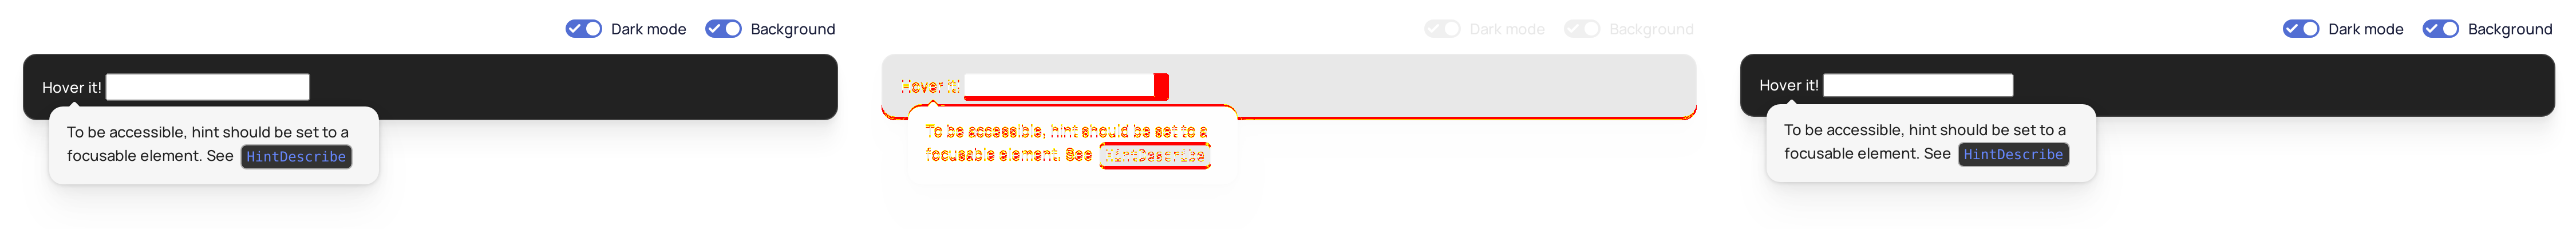 Dark mode Background
Hover it!
To be accessible, hint should be set to a
focusable element. See HintDescribe
Dark mode Background
Hover it!
To be accessible, hint should be set to a
focusable element. See HintDescribe
Dark mode Background
Hover it!
To be accessible, hint should be set to a
focusable element. See HintDescribe